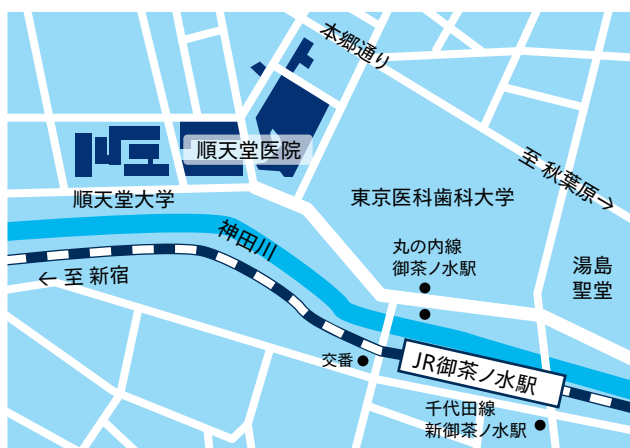 本郷通り
順天堂医院
至 秋葉原→
順天堂大学
東京医科歯科大学
神田川
丸の内線
御茶ノ水駅
湯島
聖堂
← 至 新宿
交番
JR御茶ノ水駅
千代田線
新御茶ノ水駅